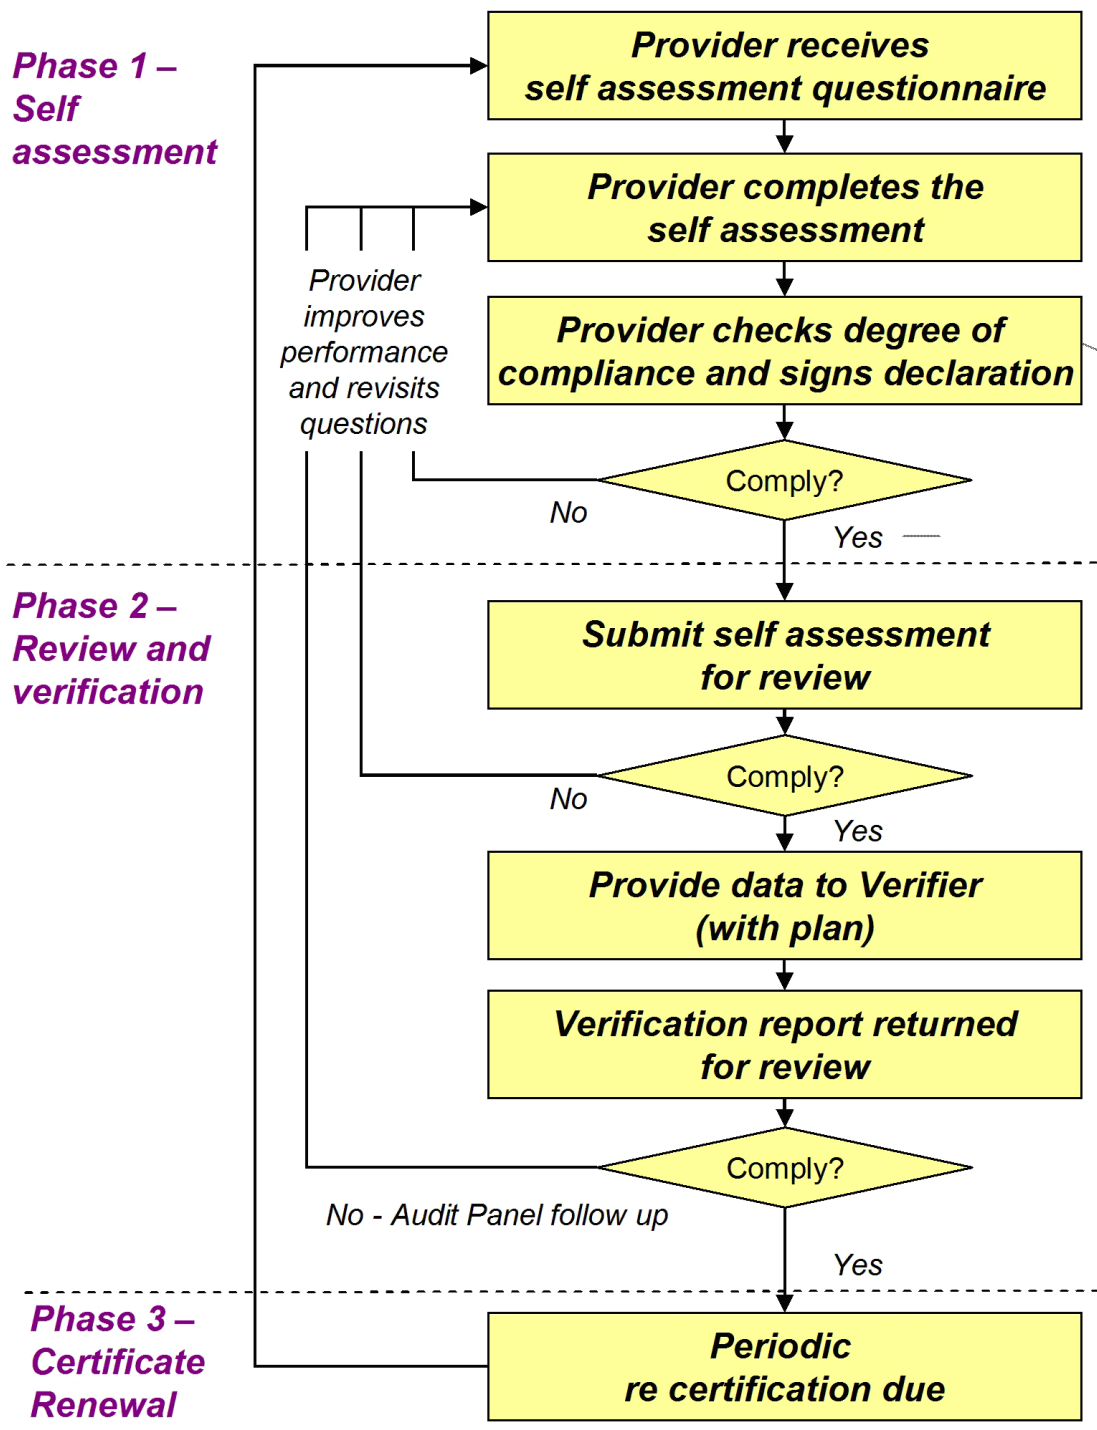 Phase 1 –
Self
assessment
Provider receives
self assessment questionnaire
Provider completes the
self assessment
Provider
improves
performance
and revisits
questions
Provider checks degree of
compliance and signs declaration
Comply?
No
Yes
Phase 2 –
Review and
verification
Submit self assessment
for review
Comply?
No
Yes
Provide data to Verifier
(with plan)
Verification report returned
for review
Comply?
No - Audit Panel follow up
Yes
Phase 3 –
Certificate
Renewal
Periodic
re certification due